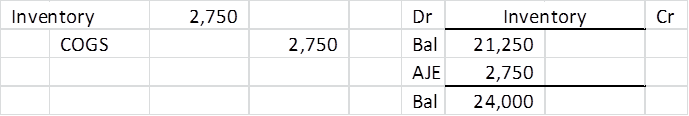 Inventory 2,750 Dr Inventory Cr
COGS 2,750 Bal 21,250
AJE 2,750
Bal 24,000